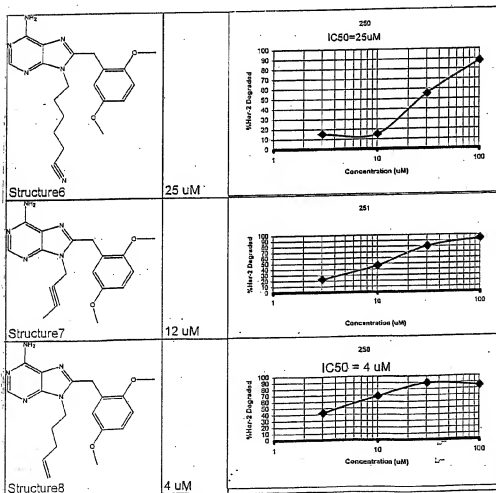 NH₂
N
N
N
N
O
O
N
Structure6
25 uM
250
IC50=25uM
%Her-2 Degraded
100
90
80
70
60
50
40
30
20
10
0
1
10
100
Concentration (uM)
NH₂
N
N
N
N
O
O
Structure7
12 uM
251
%Her-2 Degraded
100
90
80
70
60
50
40
30
20
10
0
1
10
100
Concentration (uM)
NH₂
N
N
N
N
O
O
Structure8
4 uM
IC50 = 4 uM
%Her-2 Degraded
100
90
80
70
60
50
40
30
20
10
0
1
10
100
Concentration (uM)